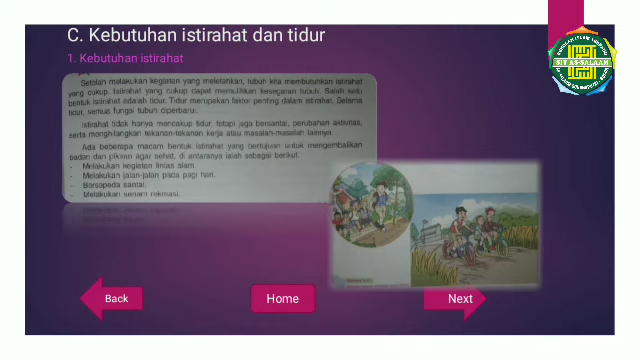 C. Kebutuhan istirahat dan tidur
1. Kebutuhan istirahat
Setelah melakukan kegiatan yang melelahkan, tubuh kita membutuhkan istirahat
yang cukup. Istirahat yang cukup dapat memulihkan kesegaran tubuh. Salah satu
bentuk istirahat adalah tidur. Tidur merupakan faktor penting dalam istirahat. Selama
tidur, semua fungsi tubuh diperbarui.
Istirahat tidak hanya mencakup tidur, tetapi juga bersantai, perubahan aktivitas,
serta menghilangkan tekanan-tekanan kerja atau masalah-masalah lainnya.
Ada beberapa macam bentuk istirahat yang bertujuan untuk mengembalikan
badan dan pikiran agar sehat, di antaranya ialah sebagai berikut.
- Melakukan kegiatan lintas alam.
- Melakukan jalan-jalan pada pagi hari.
- Bersepeda santai.
- Melakukan senam rekreasi.
SIT AS-SALAAM
Back
Home
Next